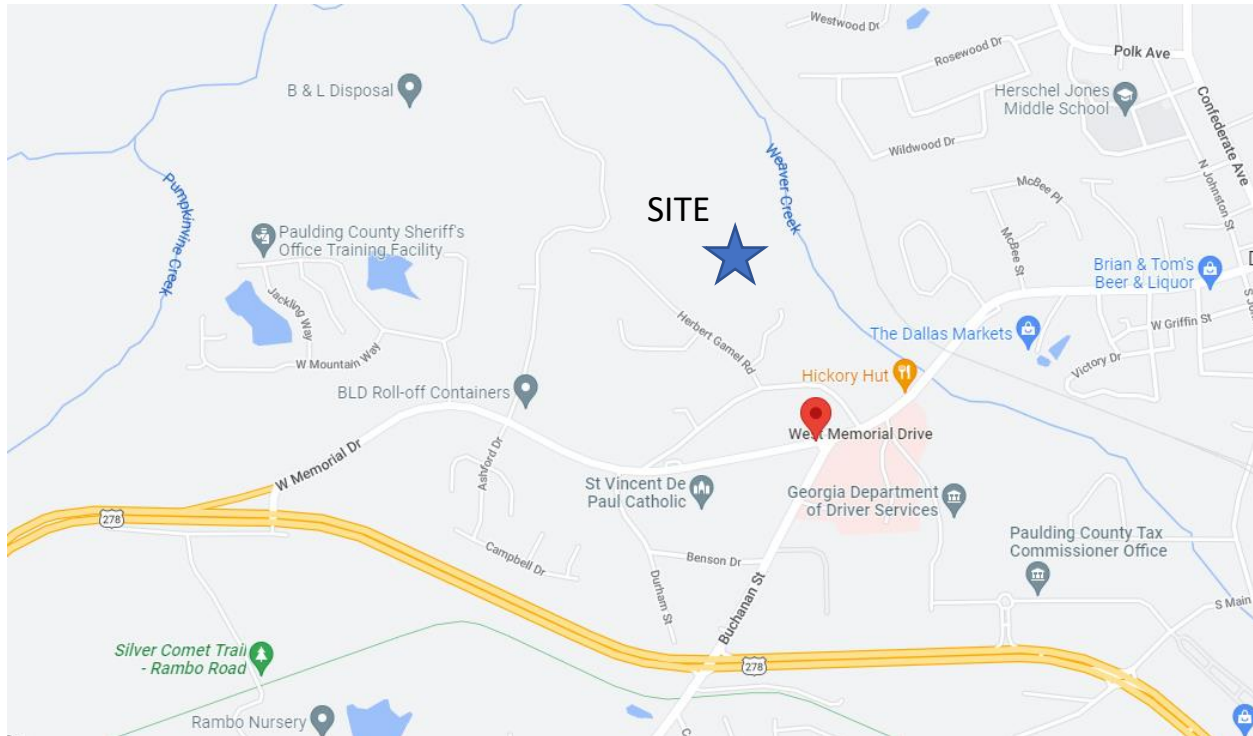 Westwood Dr
Rosewood Dr
Polk Ave
B & L Disposal
Herschel Jones
Middle School
Confederate Ave
Wildwood Dr
Weaver Creek
N Johnston St
McBee Pl
Pumpkinvine Creek
SITE
Paulding County Sheriff's
Office Training Facility
McBee St
Brian & Tom's
Beer & Liquor
D
Jackling Way
Herbert Gamel Rd
W Griffin St
The Dallas Markets
W Mountain Way
Victory Dr
Hickory Hut
BLD Roll-off Containers
West Memorial Drive
W Memorial Dr
Ashford Dr
St Vincent De
Paul Catholic
Georgia Department
of Driver Services
278
Paulding County Tax
Commissioner Office
Campbell Dr
Benson Dr
Durham St
Buchanan St
S Main
Silver Comet Trail
- Rambo Road
278
Rambo Nursery